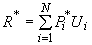 R* = ∑_{i=1}^{N} P_i^* U_i